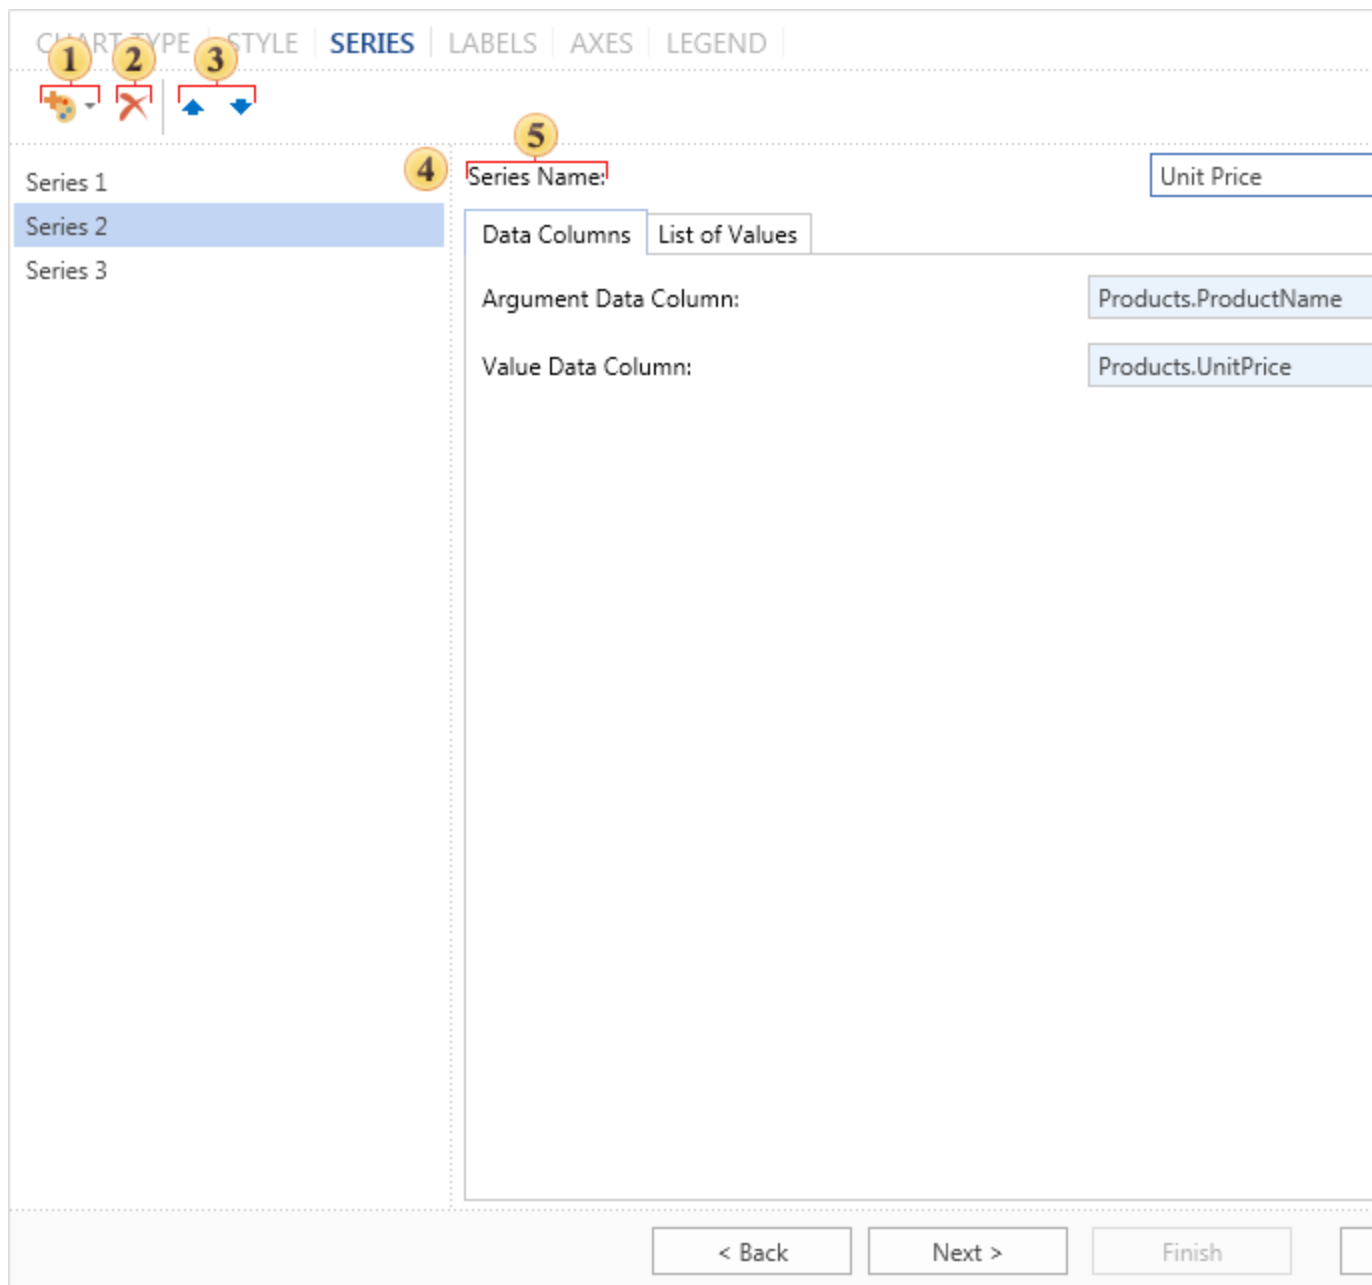 CHART TYPE STYLE SERIES LABELS AXES LEGEND
1 2 3
5
4
Series Name: Unit Price
Series 1
Series 2
Series 3
Data Columns List of Values
Argument Data Column: Products.ProductName
Value Data Column: Products.UnitPrice
< Back Next > Finish